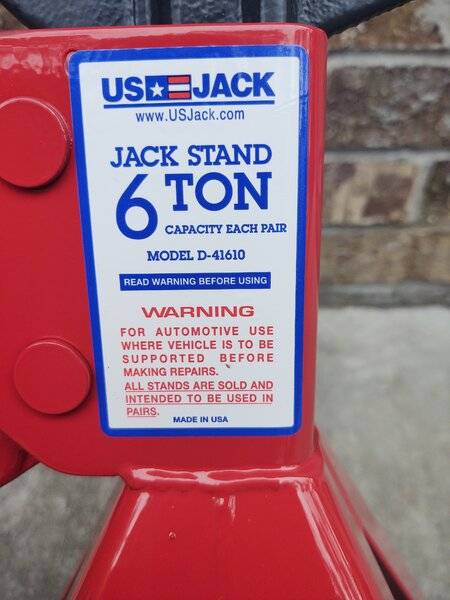 US JACK
www.USJack.com
JACK STAND
6 TON
CAPACITY EACH PAIR
MODEL D-41610
READ WARNING BEFORE USING
WARNING
FOR AUTOMOTIVE USE
WHERE VEHICLE IS TO BE
SUPPORTED BEFORE
MAKING REPAIRS.
ALL STANDS ARE SOLD AND
INTENDED TO BE USED IN
PAIRS.
MADE IN USA